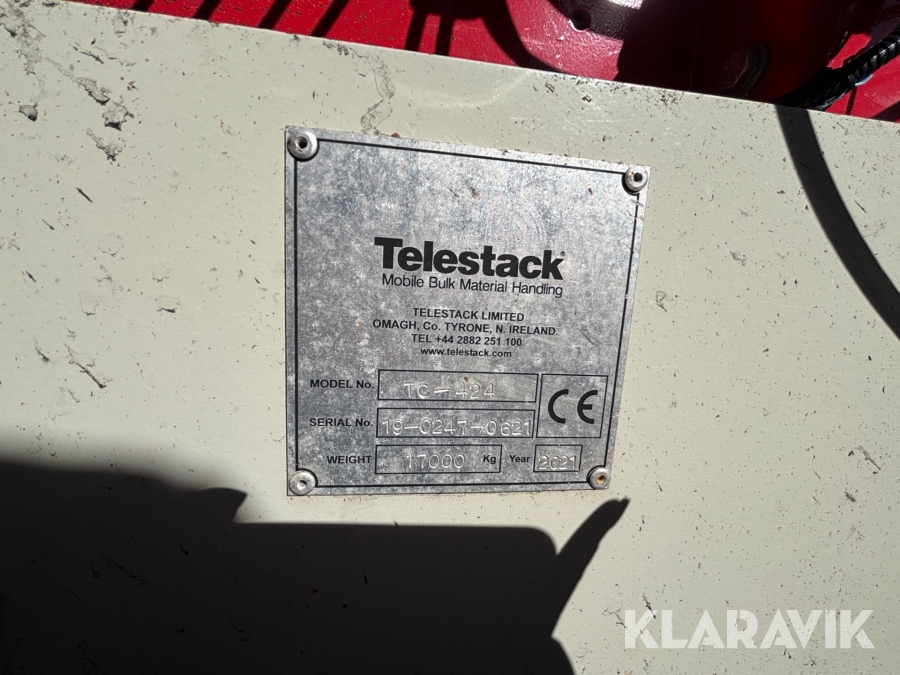 Telestack®
Mobile Bulk Material Handling
TELESTACK LIMITED
OMAGH, Co. TYRONE, N. IRELAND.
TEL +44 2882 251 100
www.telestack.com
MODEL No. TC-424
SERIAL No. 19-0247-0621
CE
WEIGHT 17000 Kg Year 2021
KLARAVIK